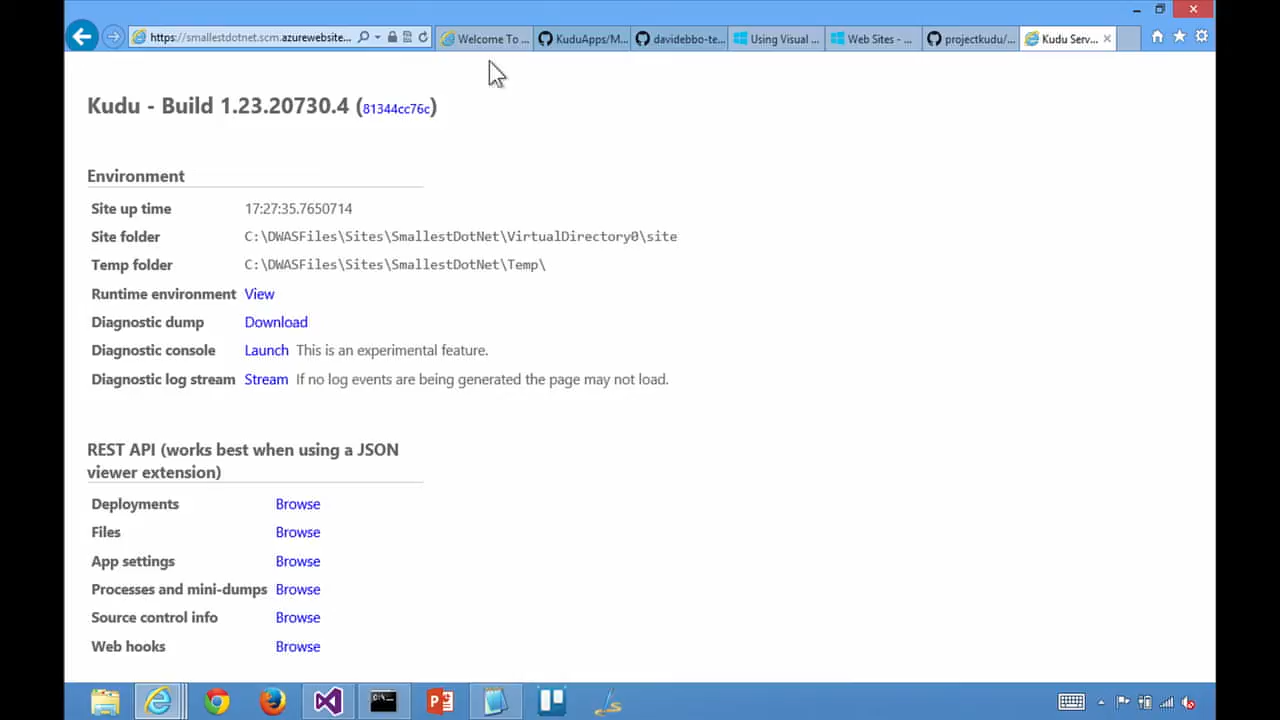 https://smallestdotnet.scm.azurewebsite...
Welcome To ...
KuduApps/M...
davidebbo-te...
Using Visual ...
Web Sites - ...
projectkudu/...
Kudu Serv...
Kudu - Build 1.23.20730.4 (81344cc76c)
Environment
Site up time 17:27:35.7650714
Site folder C:\DWASFiles\Sites\SmallestDotNet\VirtualDirectory0\site
Temp folder C:\DWASFiles\Sites\SmallestDotNet\Temp\
Runtime environment View
Diagnostic dump Download
Diagnostic console Launch This is an experimental feature.
Diagnostic log stream Stream If no log events are being generated the page may not load.
REST API (works best when using a JSON
viewer extension)
Deployments Browse
Files Browse
App settings Browse
Processes and mini-dumps Browse
Source control info Browse
Web hooks Browse